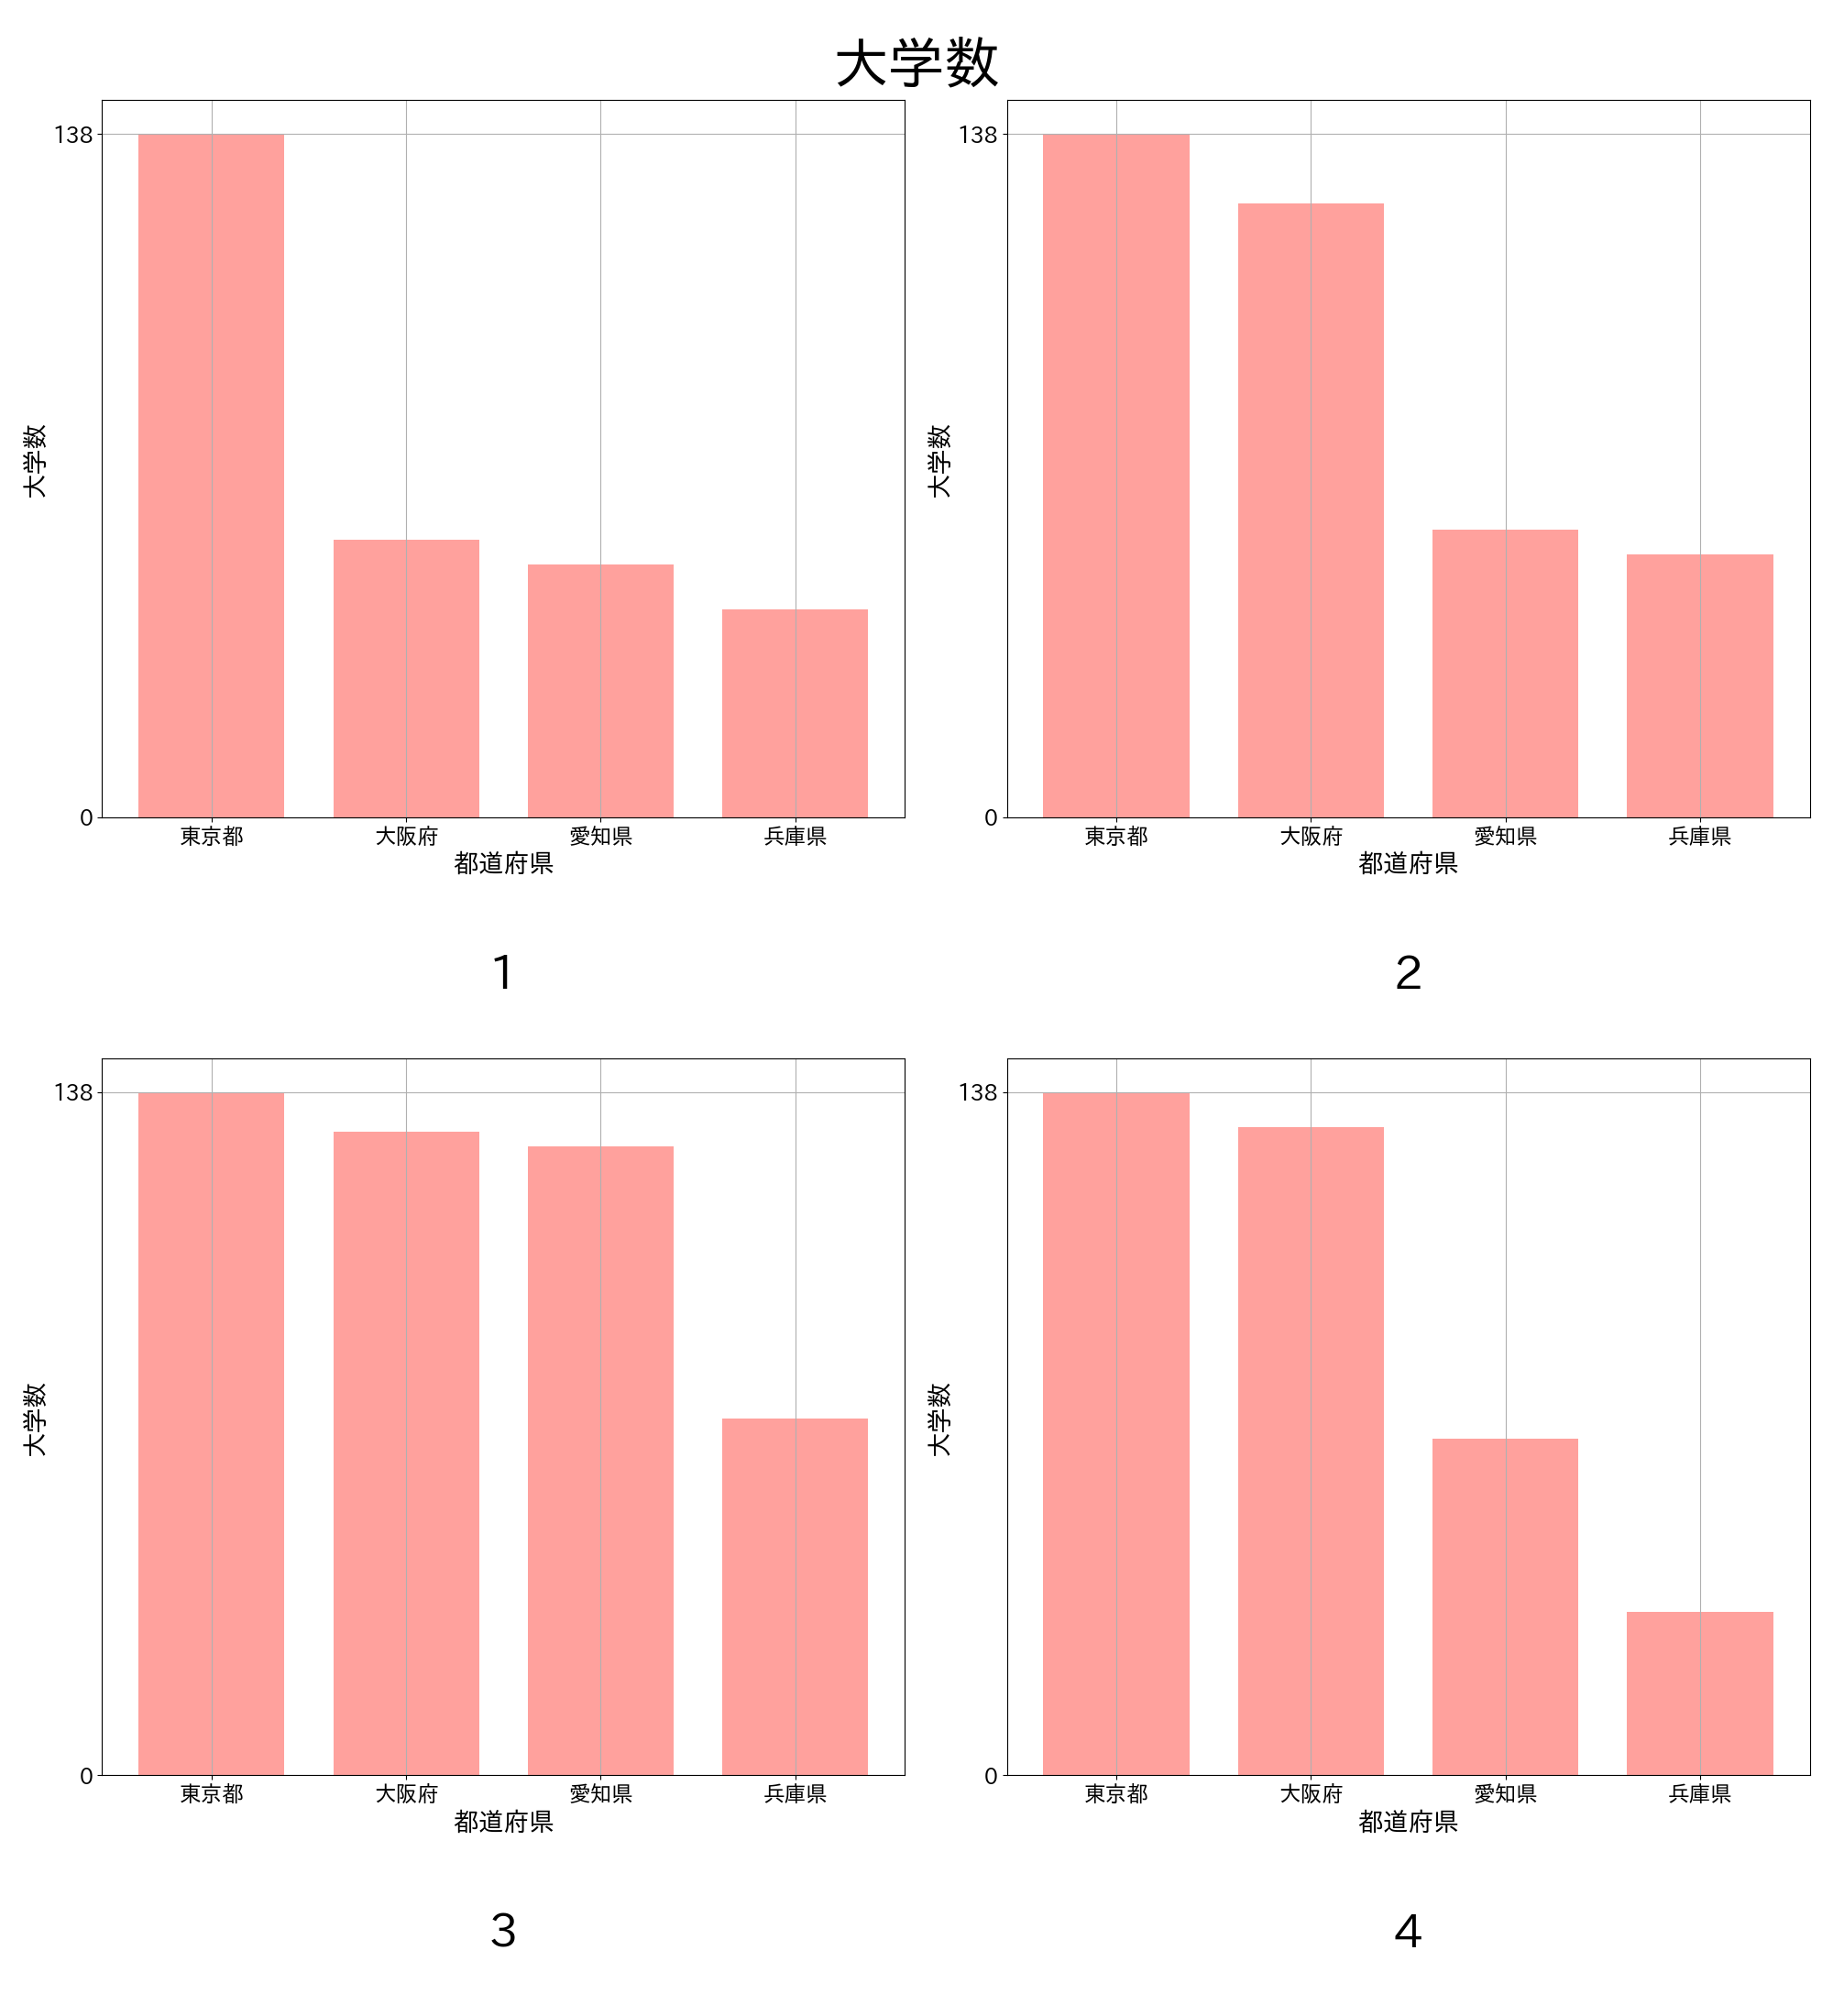 大学数
138
0
大学数
東京都 大阪府 愛知県 兵庫県
都道府県
1
138
0
大学数
東京都 大阪府 愛知県 兵庫県
都道府県
2
138
0
大学数
東京都 大阪府 愛知県 兵庫県
都道府県
3
138
0
大学数
東京都 大阪府 愛知県 兵庫県
都道府県
4